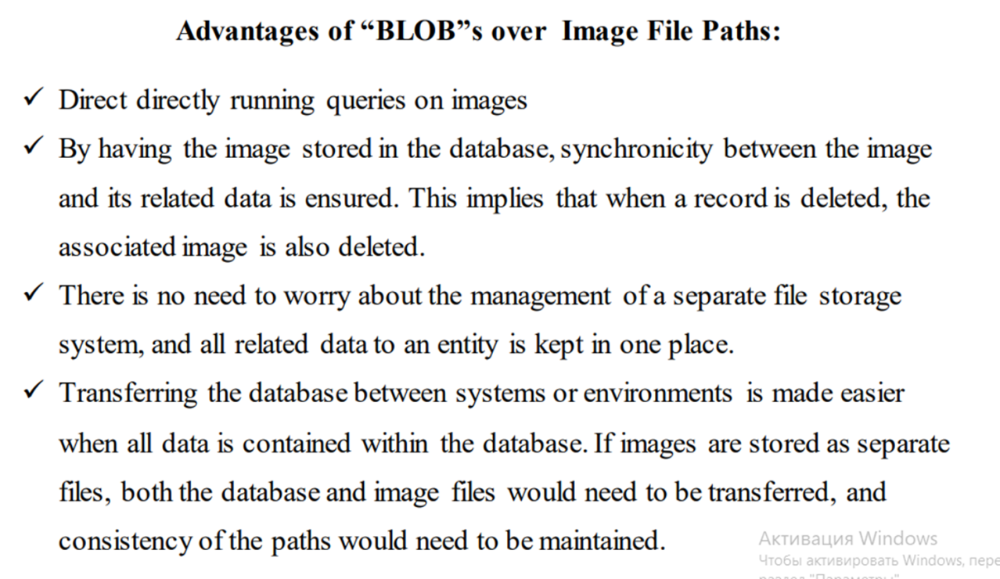 Advantages of “BLOB”s over Image File Paths:
✓ Direct directly running queries on images
✓ By having the image stored in the database, synchronicity between the image
and its related data is ensured. This implies that when a record is deleted, the
associated image is also deleted.
✓ There is no need to worry about the management of a separate file storage
system, and all related data to an entity is kept in one place.
✓ Transferring the database between systems or environments is made easier
when all data is contained within the database. If images are stored as separate
files, both the database and image files would need to be transferred, and
consistency of the paths would need to be maintained.
Активация Windows
Чтобы активировать Windows, пере
раздел "Параметры"